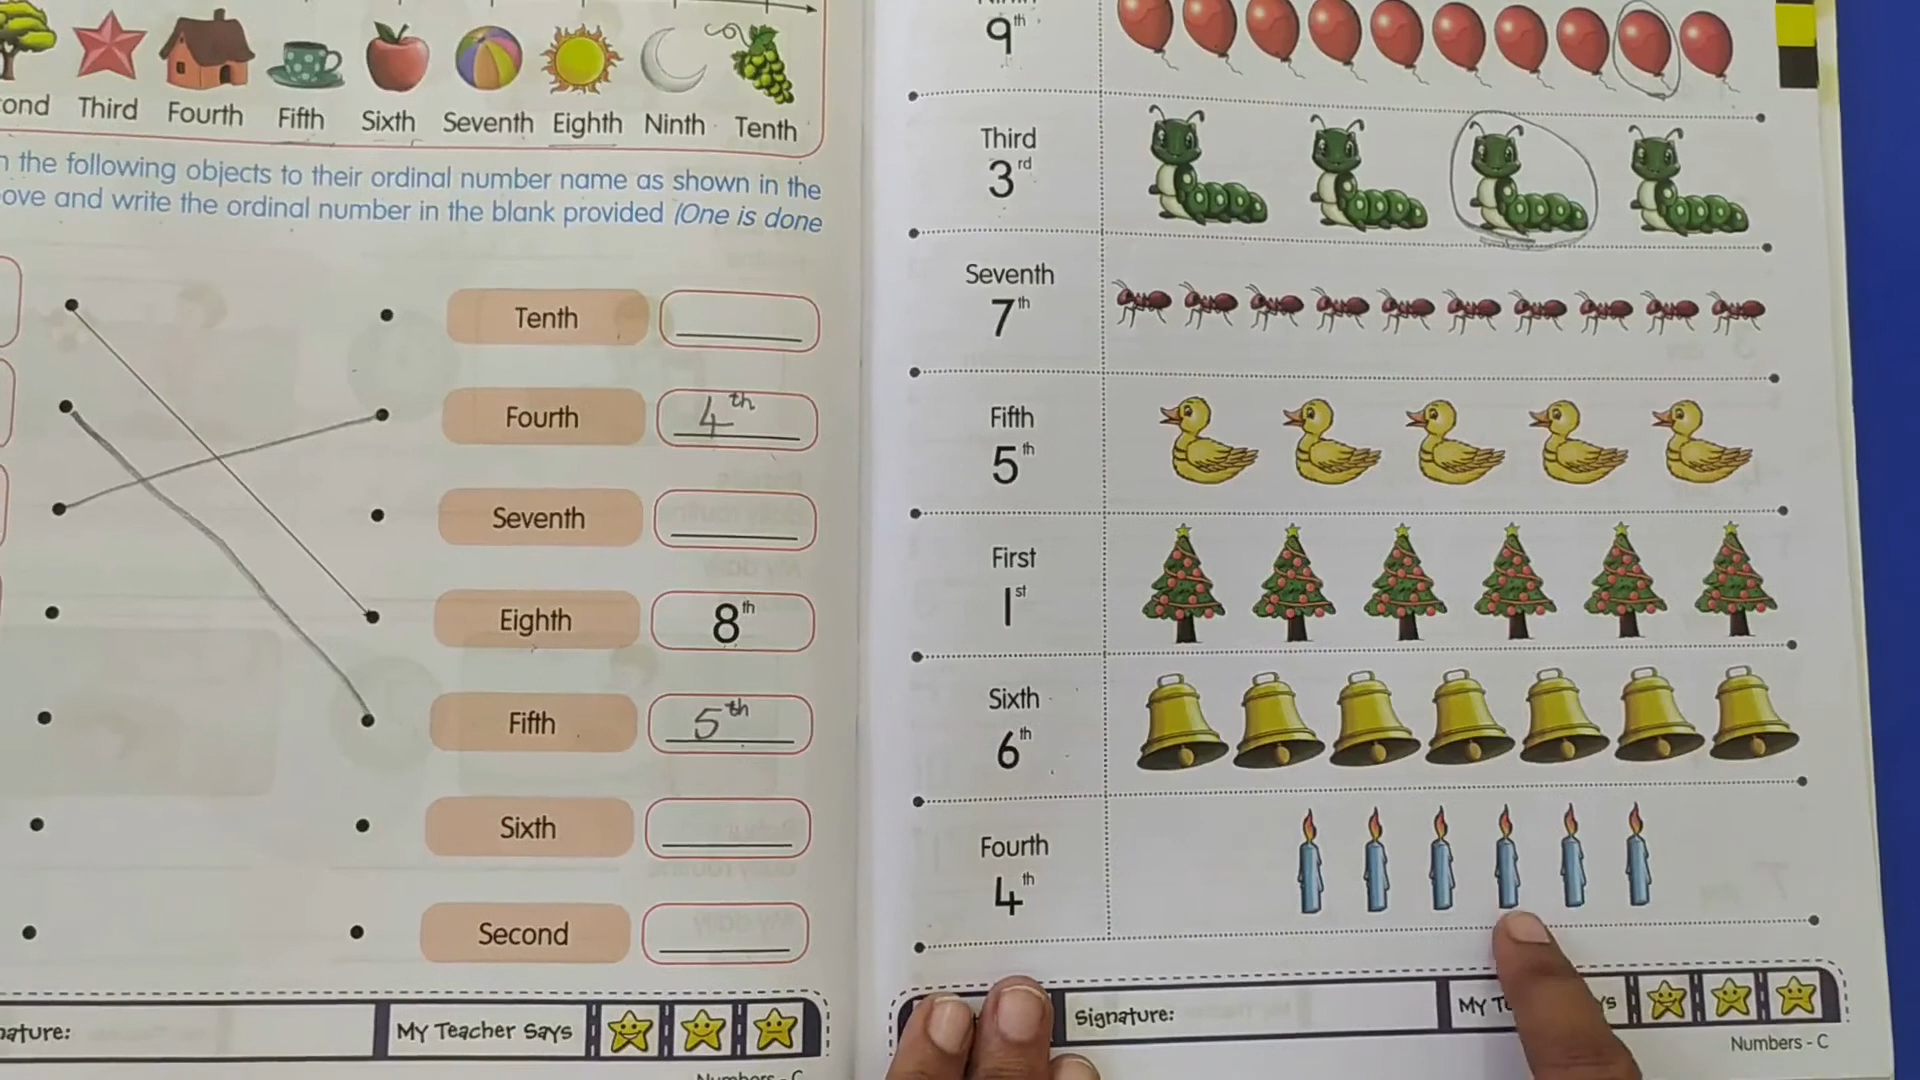 Third Fourth Fifth Sixth Seventh Eighth Ninth Tenth
the following objects to their ordinal number name as shown in the
and write the ordinal number in the blank provided (One is done
Tenth
Fourth 4th
Seventh
Eighth 8th
Fifth 5th
Sixth
Second
My Teacher Says
9th
Third
3rd
Seventh
7th
Fifth
5th
First
1st
Sixth
6th
Fourth
4th
Signature:
My
Numbers - C